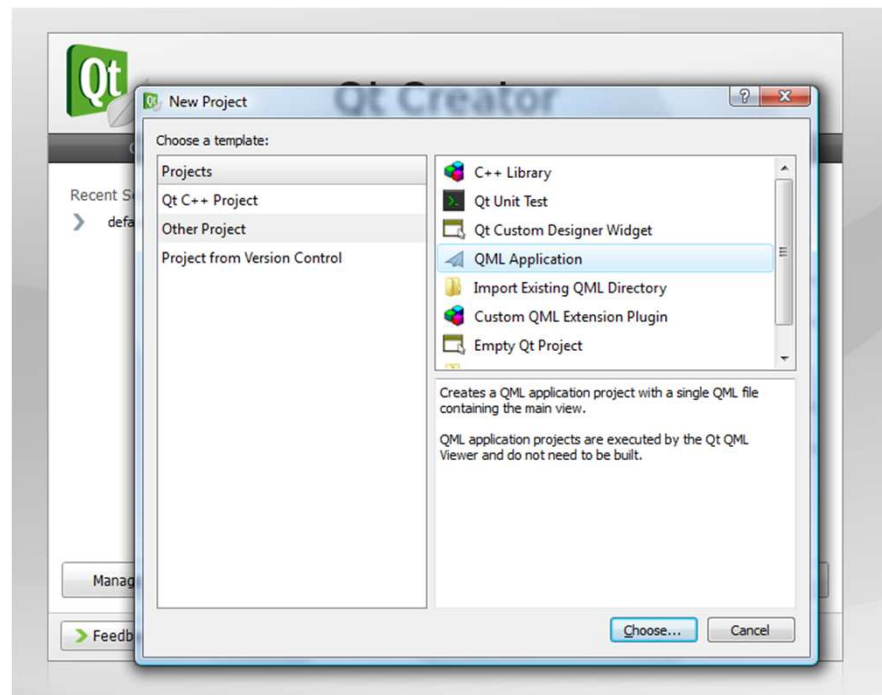 Qt
Qt Creator
New Project
Choose a template:
Projects
Qt C++ Project
Other Project
Project from Version Control
C++ Library
Qt Unit Test
Qt Custom Designer Widget
QML Application
Import Existing QML Directory
Custom QML Extension Plugin
Empty Qt Project
Creates a QML application project with a single QML file
containing the main view.
QML application projects are executed by the Qt QML
Viewer and do not need to be built.
Choose...
Cancel
Recent S
defa
Manag
Feedb